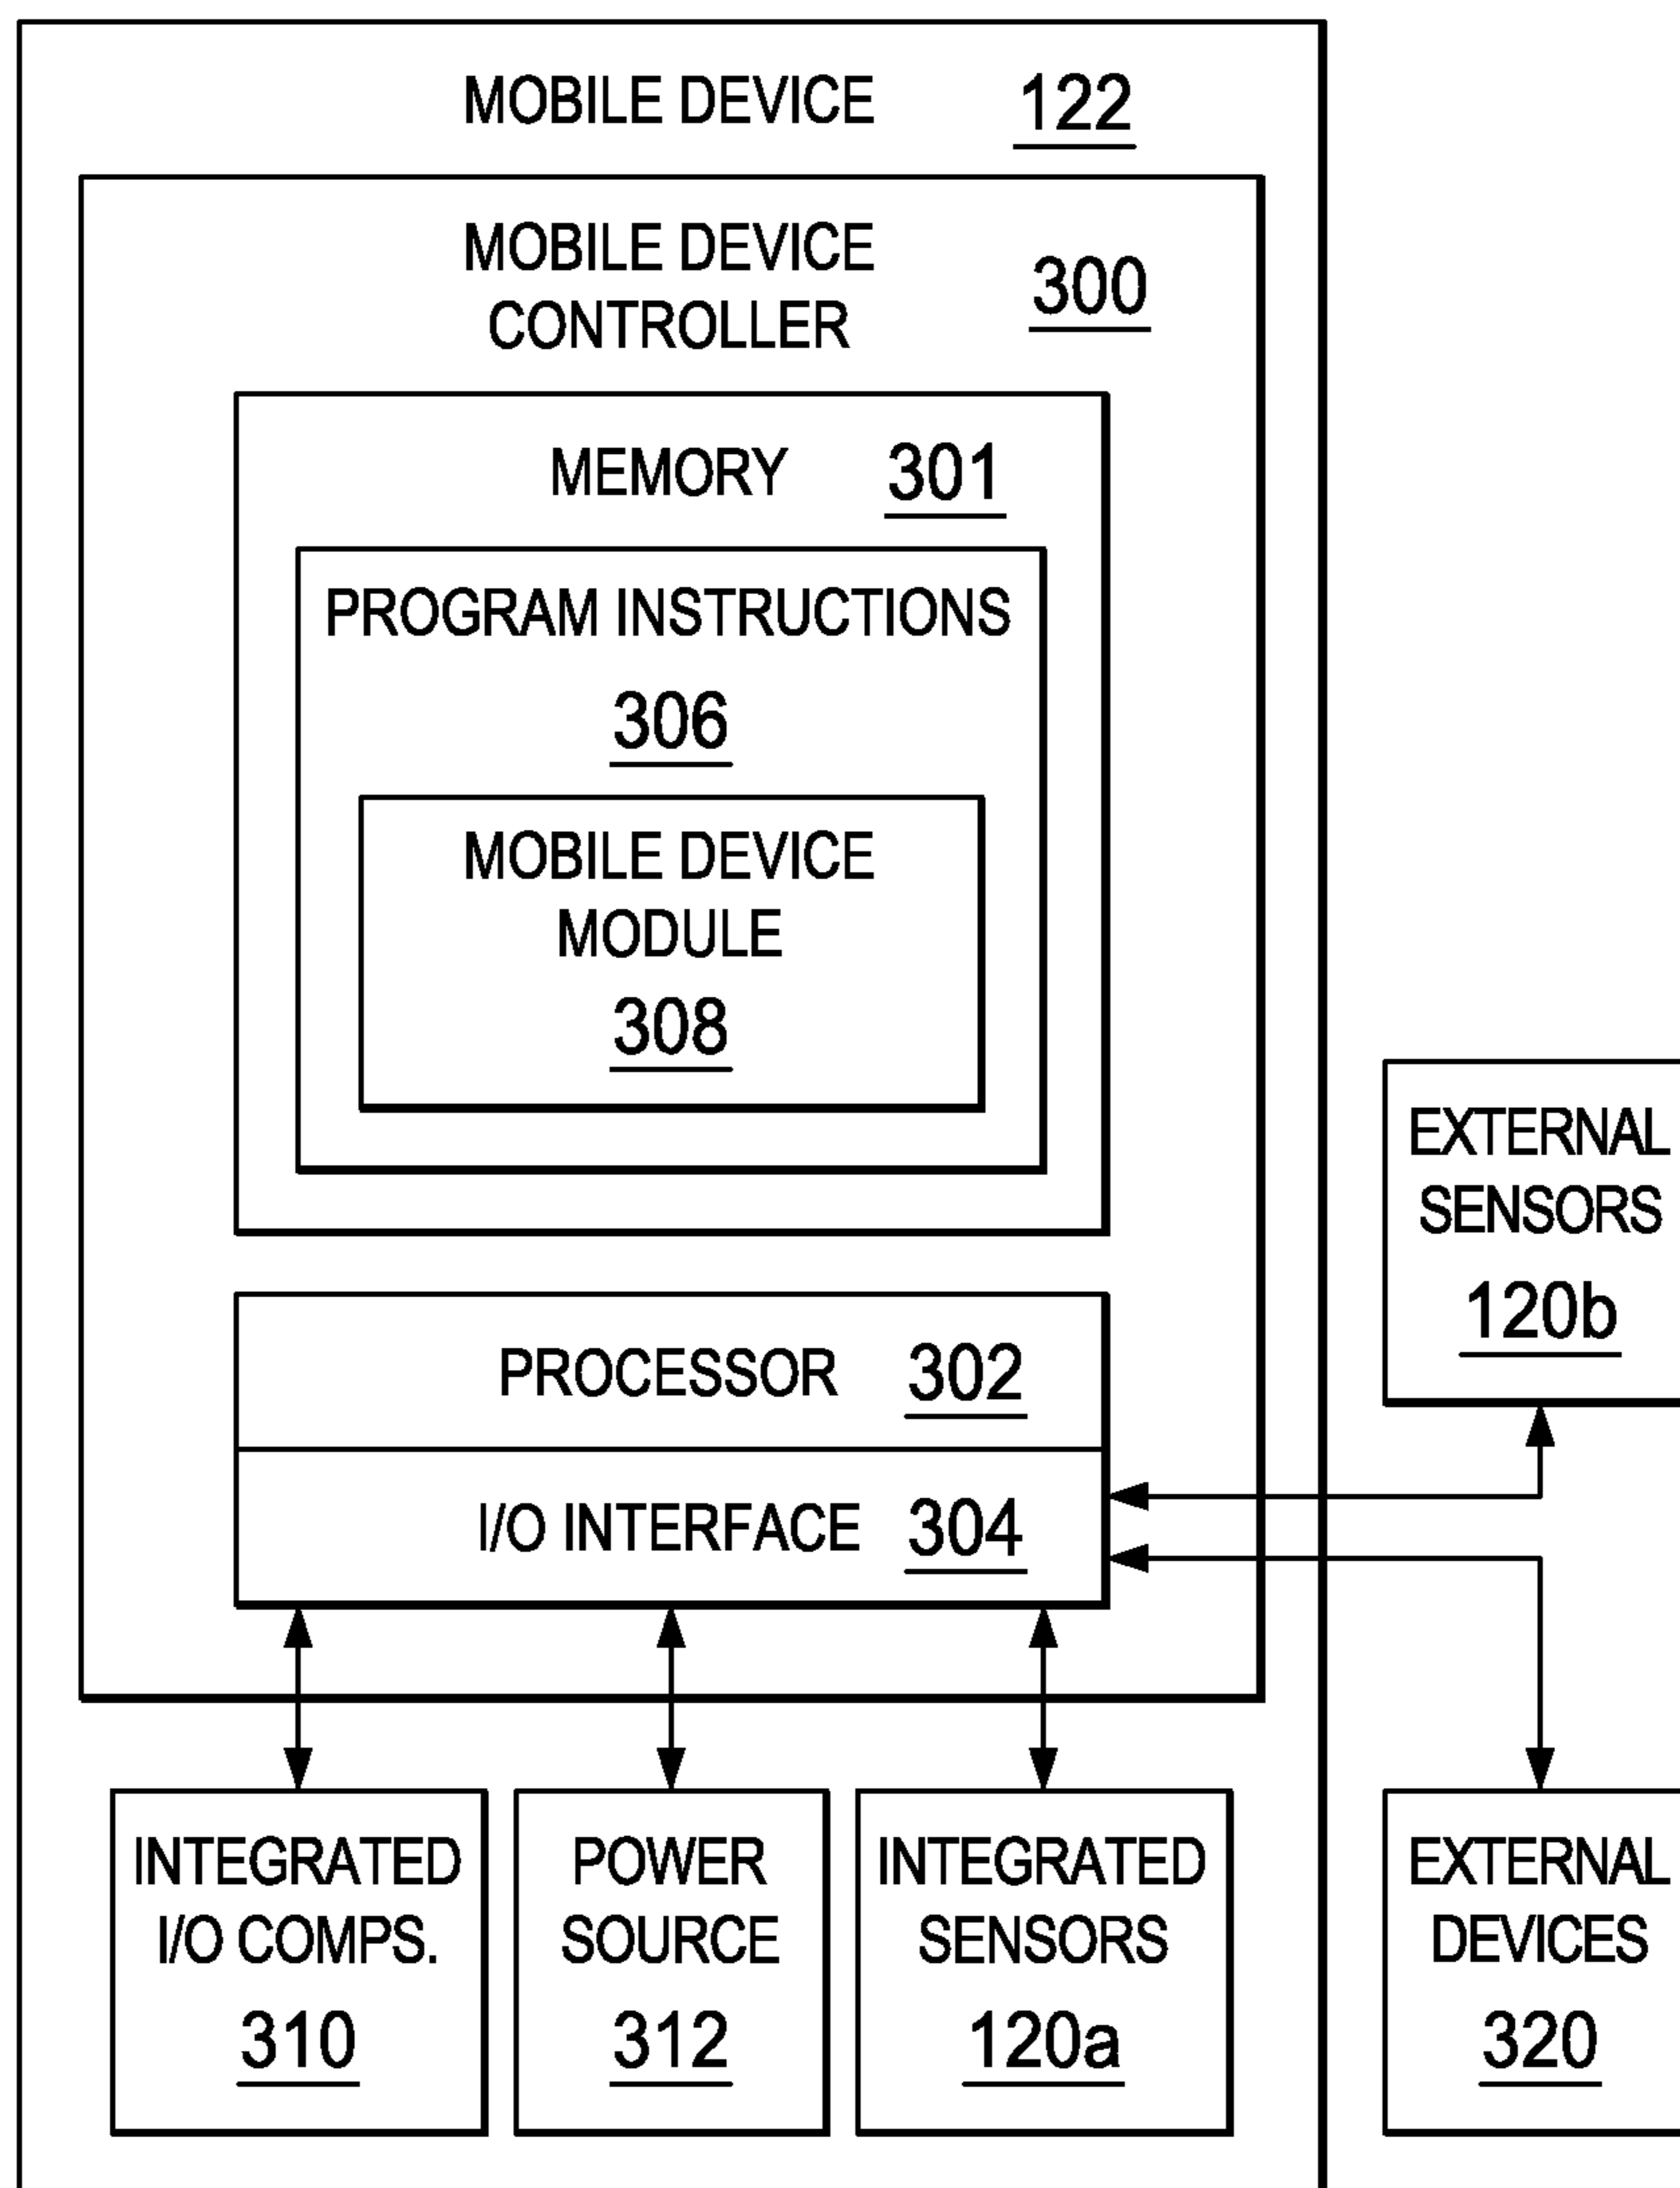 MOBILE DEVICE 122
MOBILE DEVICE
CONTROLLER 300
MEMORY 301
PROGRAM INSTRUCTIONS
306
MOBILE DEVICE
MODULE
308
PROCESSOR 302
I/O INTERFACE 304
EXTERNAL
SENSORS
120b
INTEGRATED
I/O COMPS.
310
POWER
SOURCE
312
INTEGRATED
SENSORS
120a
EXTERNAL
DEVICES
320